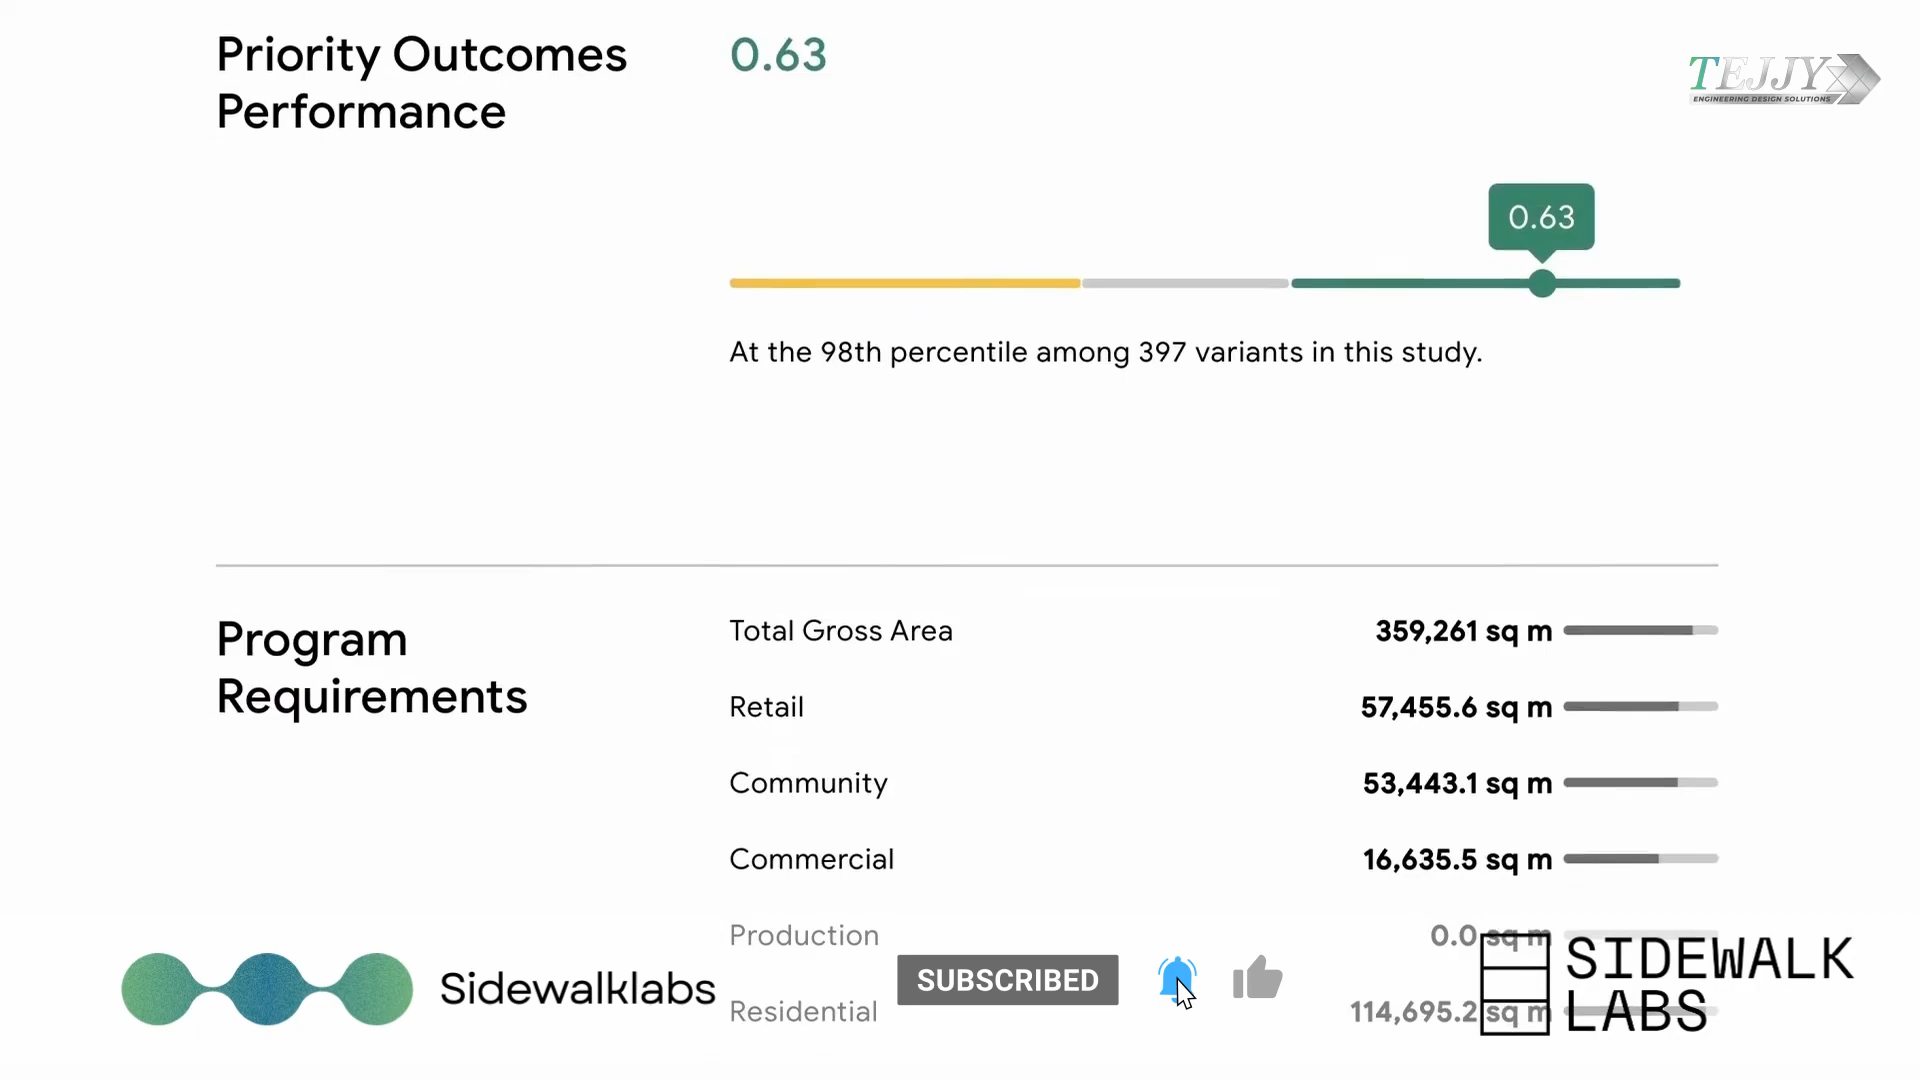 Priority Outcomes
Performance
0.63
TEJJY
ENGINEERING DESIGN SOLUTIONS
0.63
At the 98th percentile among 397 variants in this study.
Program
Requirements
Total Gross Area 359,261 sq m
Retail 57,455.6 sq m
Community 53,443.1 sq m
Commercial 16,635.5 sq m
Production 0.0 sq m
Residential 114,695.2 sq m
Sidewalklabs
SUBSCRIBED
SIDEWALK
LABS